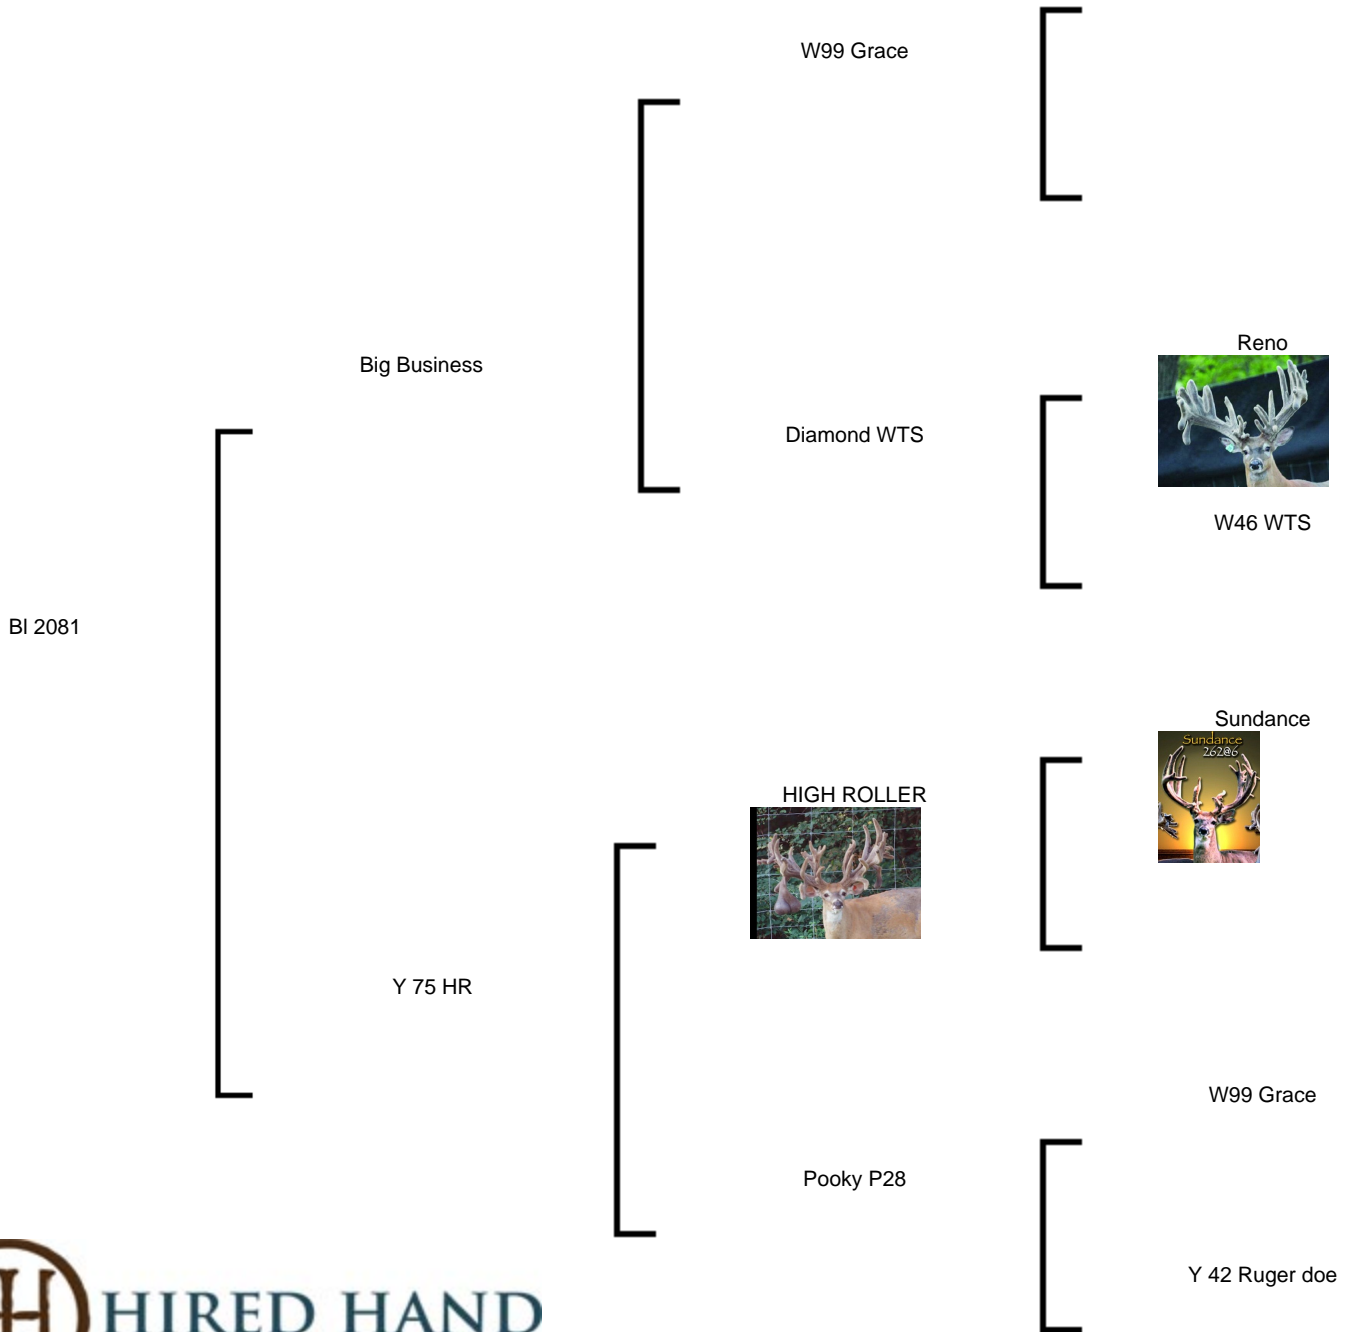 W99 Grace
Reno
Big Business
Diamond WTS
W46 WTS
BI 2081
Sundance
Sundance
262@6
HIGH ROLLER
Y 75 HR
W99 Grace
Pooky P28
Y 42 Ruger doe
H HIRED HAND